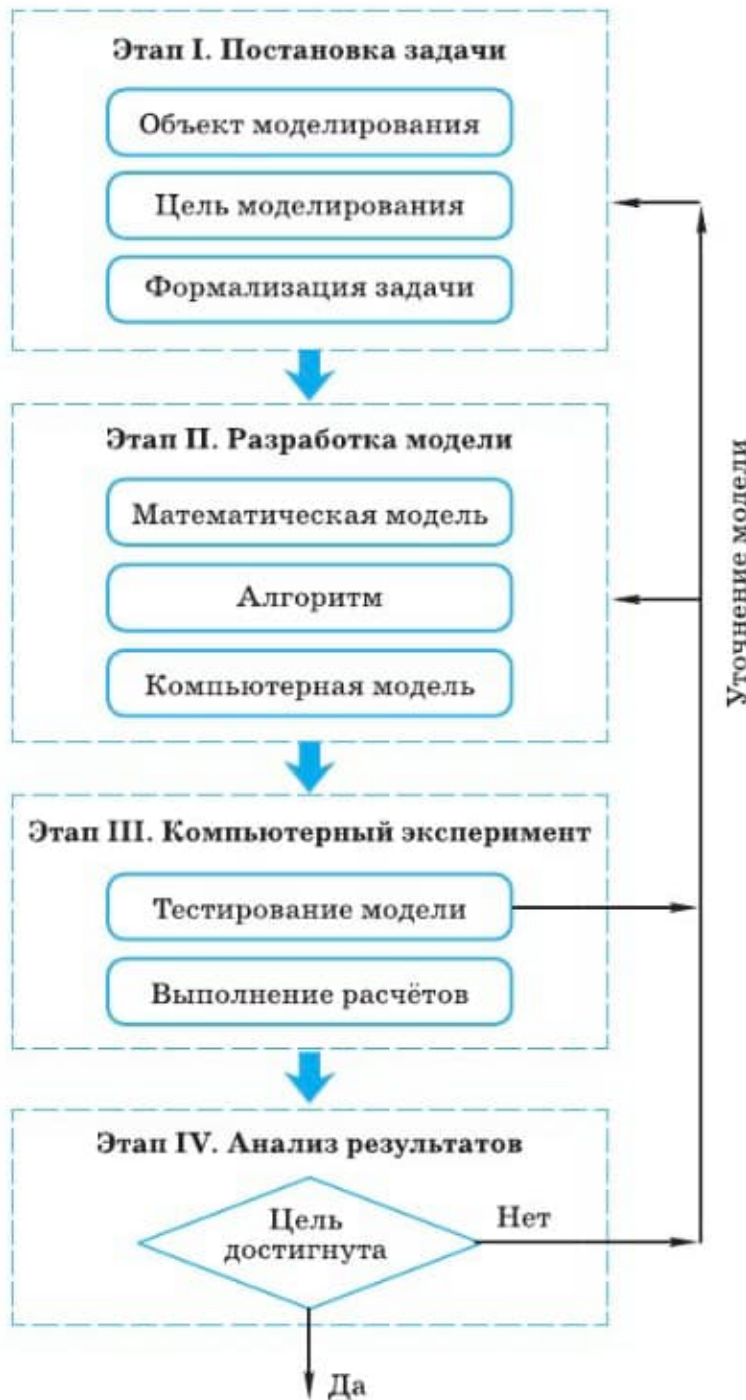 Этап I. Постановка задачи
Объект моделирования
Цель моделирования
Формализация задачи
Этап II. Разработка модели
Математическая модель
Алгоритм
Компьютерная модель
Уточнение модели
Этап III. Компьютерный эксперимент
Тестирование модели
Выполнение расчётов
Этап IV. Анализ результатов
Цель
достигнута
Нет
Да